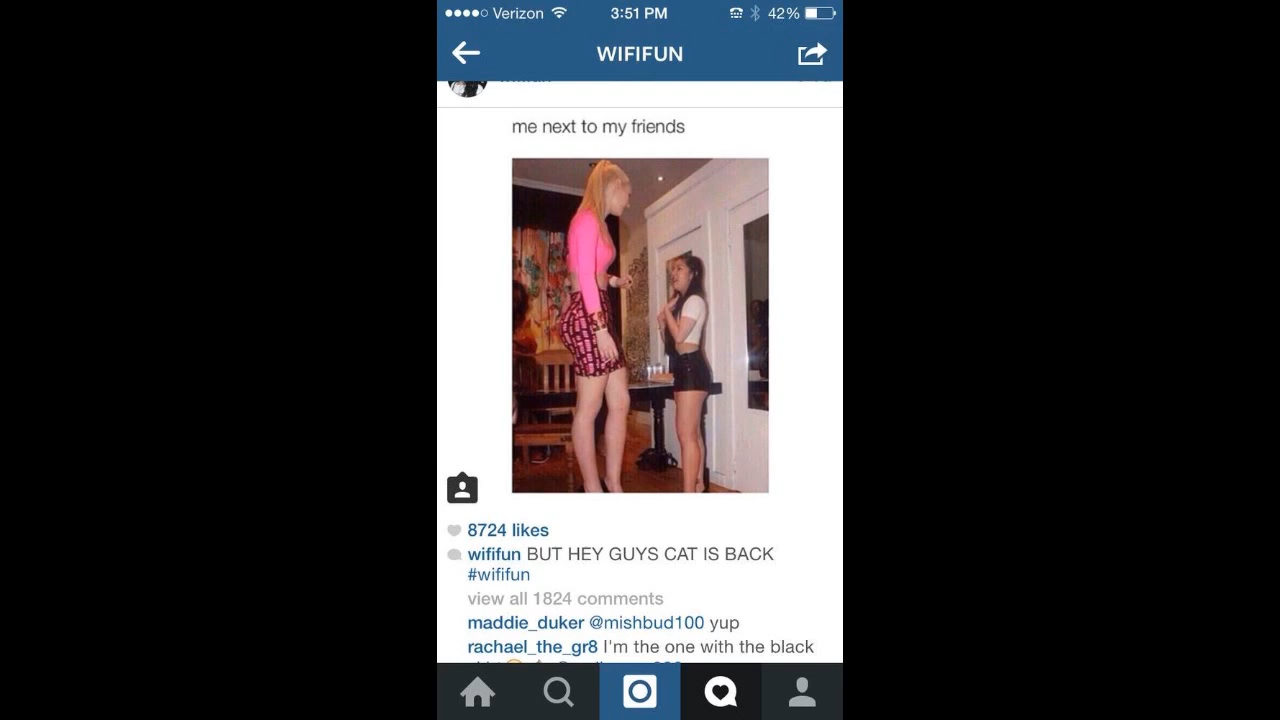 Verizon 3:51 PM 42%
WIFIFUN
me next to my friends
8724 likes
wififun BUT HEY GUYS CAT IS BACK
#wififun
view all 1824 comments
maddie_duker @mishbud100 yup
rachael_the_gr8 I'm the one with the black